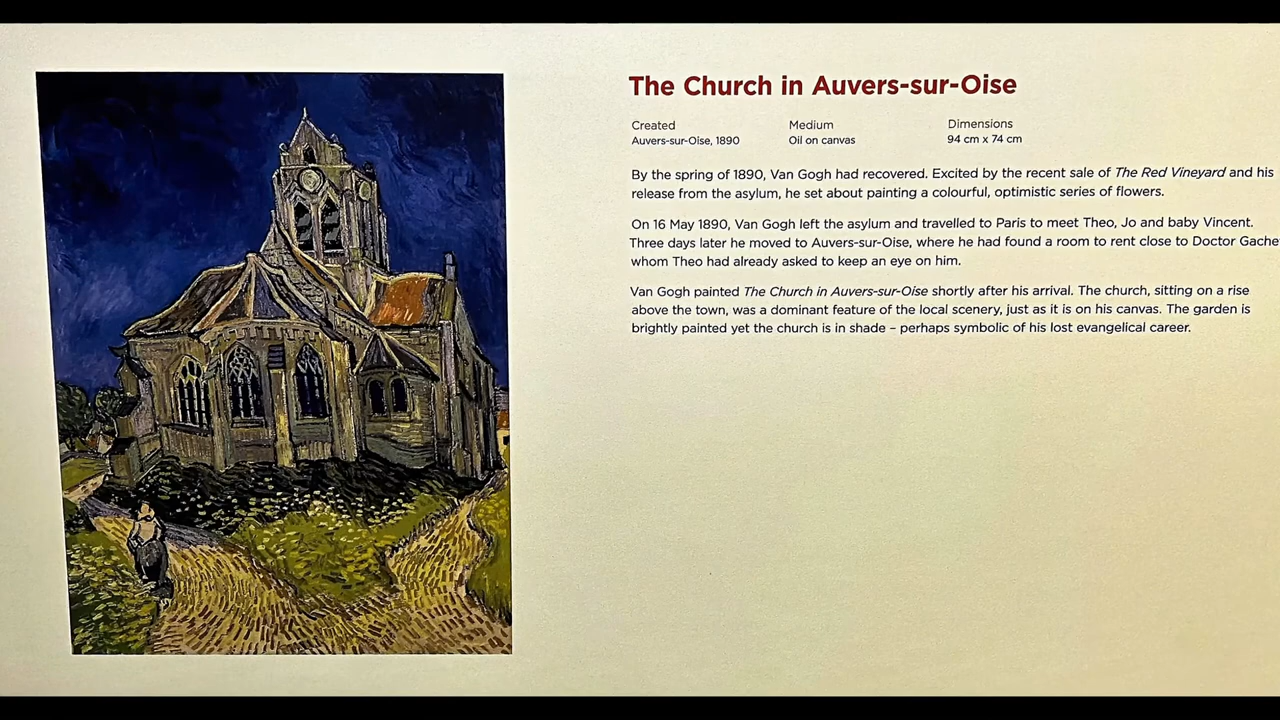 The Church in Auvers-sur-Oise
Created
Auvers-sur-Oise, 1890
Medium
Oil on canvas
Dimensions
94 cm x 74 cm
By the spring of 1890, Van Gogh had recovered. Excited by the recent sale of The Red Vineyard and his
release from the asylum, he set about painting a colourful, optimistic series of flowers.
On 16 May 1890, Van Gogh left the asylum and travelled to Paris to meet Theo, Jo and baby Vincent.
Three days later he moved to Auvers-sur-Oise, where he had found a room to rent close to Doctor Gache
whom Theo had already asked to keep an eye on him.
Van Gogh painted The Church in Auvers-sur-Oise shortly after his arrival. The church, sitting on a rise
above the town, was a dominant feature of the local scenery, just as it is on his canvas. The garden is
brightly painted yet the church is in shade – perhaps symbolic of his lost evangelical career.